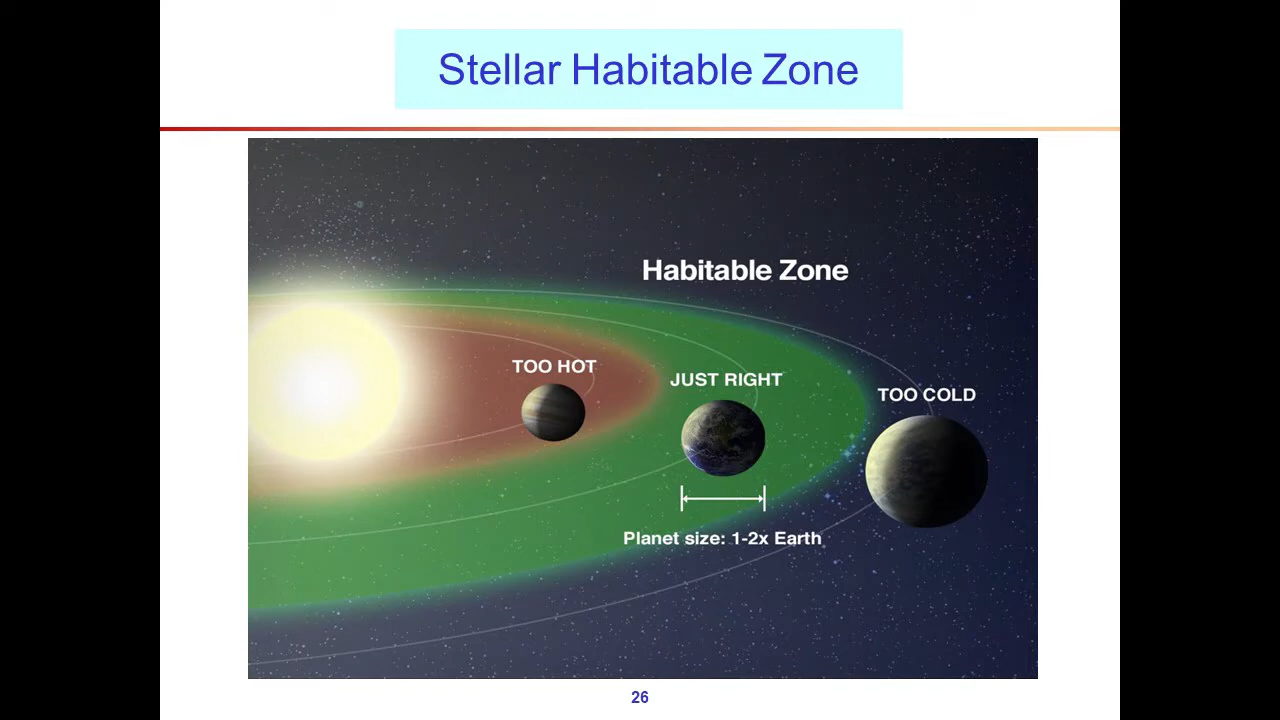 Stellar Habitable Zone
Habitable Zone
TOO HOT
JUST RIGHT
TOO COLD
Planet size: 1-2x Earth
26